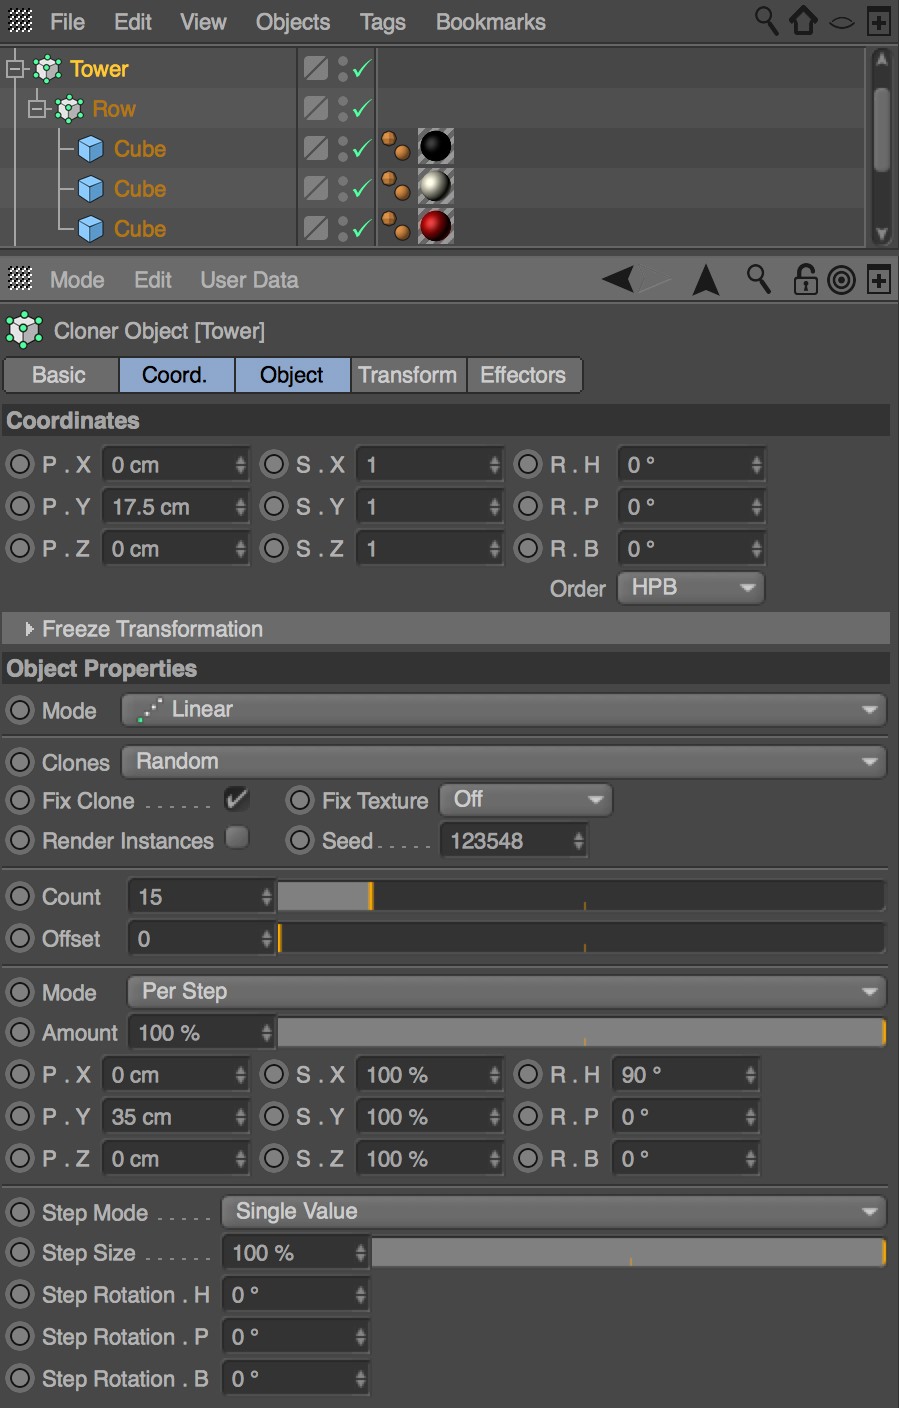 File Edit View Objects Tags Bookmarks
Tower
Row
Cube
Cube
Cube
Mode Edit User Data
Cloner Object [Tower]
Basic Coord. Object Transform Effectors
Coordinates
P . X 0 cm S . X 1 R . H 0 °
P . Y 17.5 cm S . Y 1 R . P 0 °
P . Z 0 cm S . Z 1 R . B 0 °
Order HPB
Freeze Transformation
Object Properties
Mode Linear
Clones Random
Fix Clone . . . . . . Fix Texture Off
Render Instances Seed . . . . . 123548
Count 15
Offset 0
Mode Per Step
Amount 100 %
P . X 0 cm S . X 100 % R . H 90 °
P . Y 35 cm S . Y 100 % R . P 0 °
P . Z 0 cm S . Z 100 % R . B 0 °
Step Mode . . . . . Single Value
Step Size . . . . . . 100 %
Step Rotation . H 0 °
Step Rotation . P 0 °
Step Rotation . B 0 °